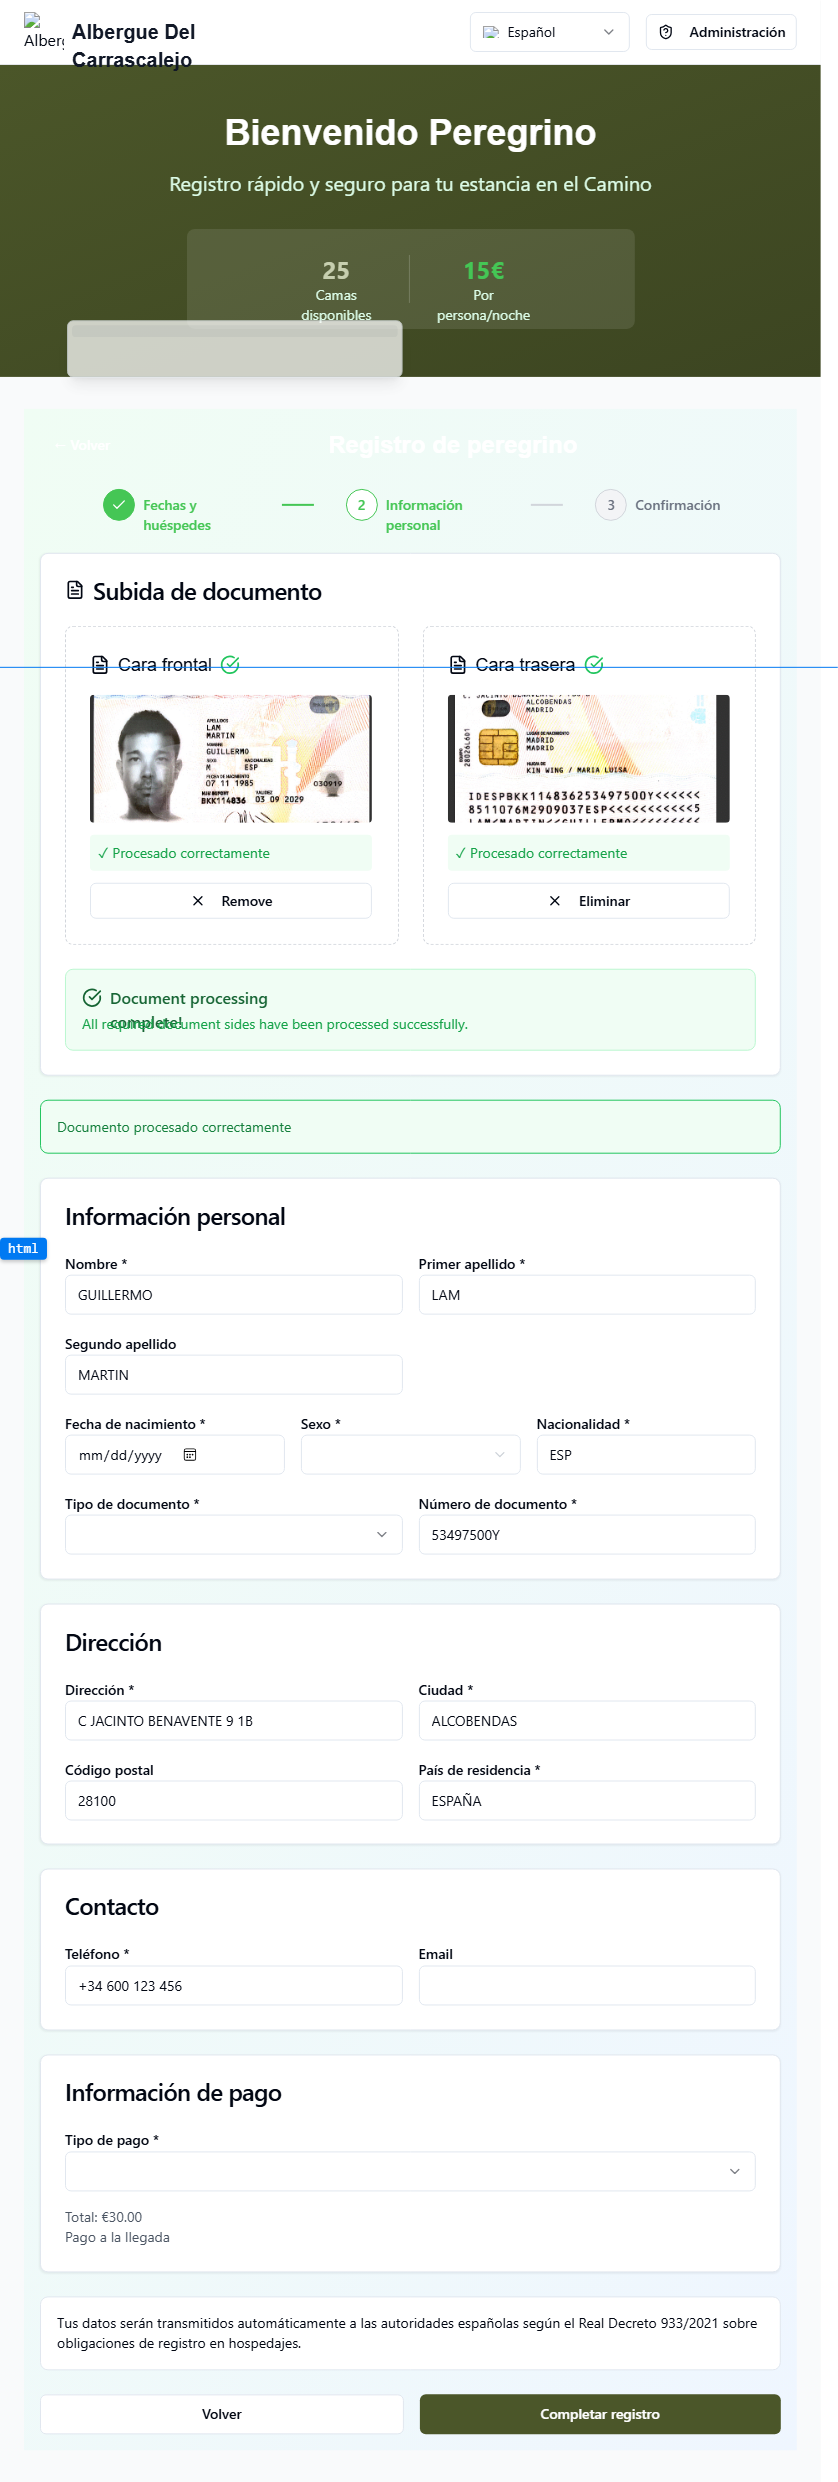 Albergue Del
Carrascalejo
Español
Administración
Bienvenido Peregrino
Registro rápido y seguro para tu estancia en el Camino
25
Camas
disponibles
15€
Por
persona/noche
← Volver
Registro de peregrino
Fechas y
huéspedes
2
Información
personal
3
Confirmación
Subida de documento
Cara frontal
APELLIDOS
LAM
MARTIN
NOMBRE
GUILLERMO
SEXO
NACIONALIDAD
M
ESP
FECHA DE NACIMIENTO
07 11 1985
NUM SOPORT
VALIDEZ
BKK114836
03 09 2029
030919
✓ Procesado correctamente
Remove
Cara trasera
C. JACINTO BENAVENTE
ALCOBENDAS
MADRID
LUGAR DE NACIMIENTO
MADRID
MADRID
HIJO/A DE
KIN WING / MARIA LUISA
28026L6D1
IDESPBKK114836253497500Y<<<<<<
8511076M2909037ESP<<<<<<<<<<<5
LAM<MARTIN<<GUILLERMO<<<<<<<<<
✓ Procesado correctamente
Eliminar
Document processing
complete!
All required document sides have been processed successfully.
Documento procesado correctamente
Información personal
html
Nombre *
GUILLERMO
Primer apellido *
LAM
Segundo apellido
MARTIN
Fecha de nacimiento *
mm/dd/yyyy
Sexo *
Nacionalidad *
ESP
Tipo de documento *
Número de documento *
53497500Y
Dirección
Dirección *
C JACINTO BENAVENTE 9 1B
Ciudad *
ALCOBENDAS
Código postal
28100
País de residencia *
ESPAÑA
Contacto
Teléfono *
+34 600 123 456
Email
Información de pago
Tipo de pago *
Total: €30.00
Pago a la llegada
Tus datos serán transmitidos automáticamente a las autoridades españolas según el Real Decreto 933/2021 sobre
obligaciones de registro en hospedajes.
Volver
Completar registro